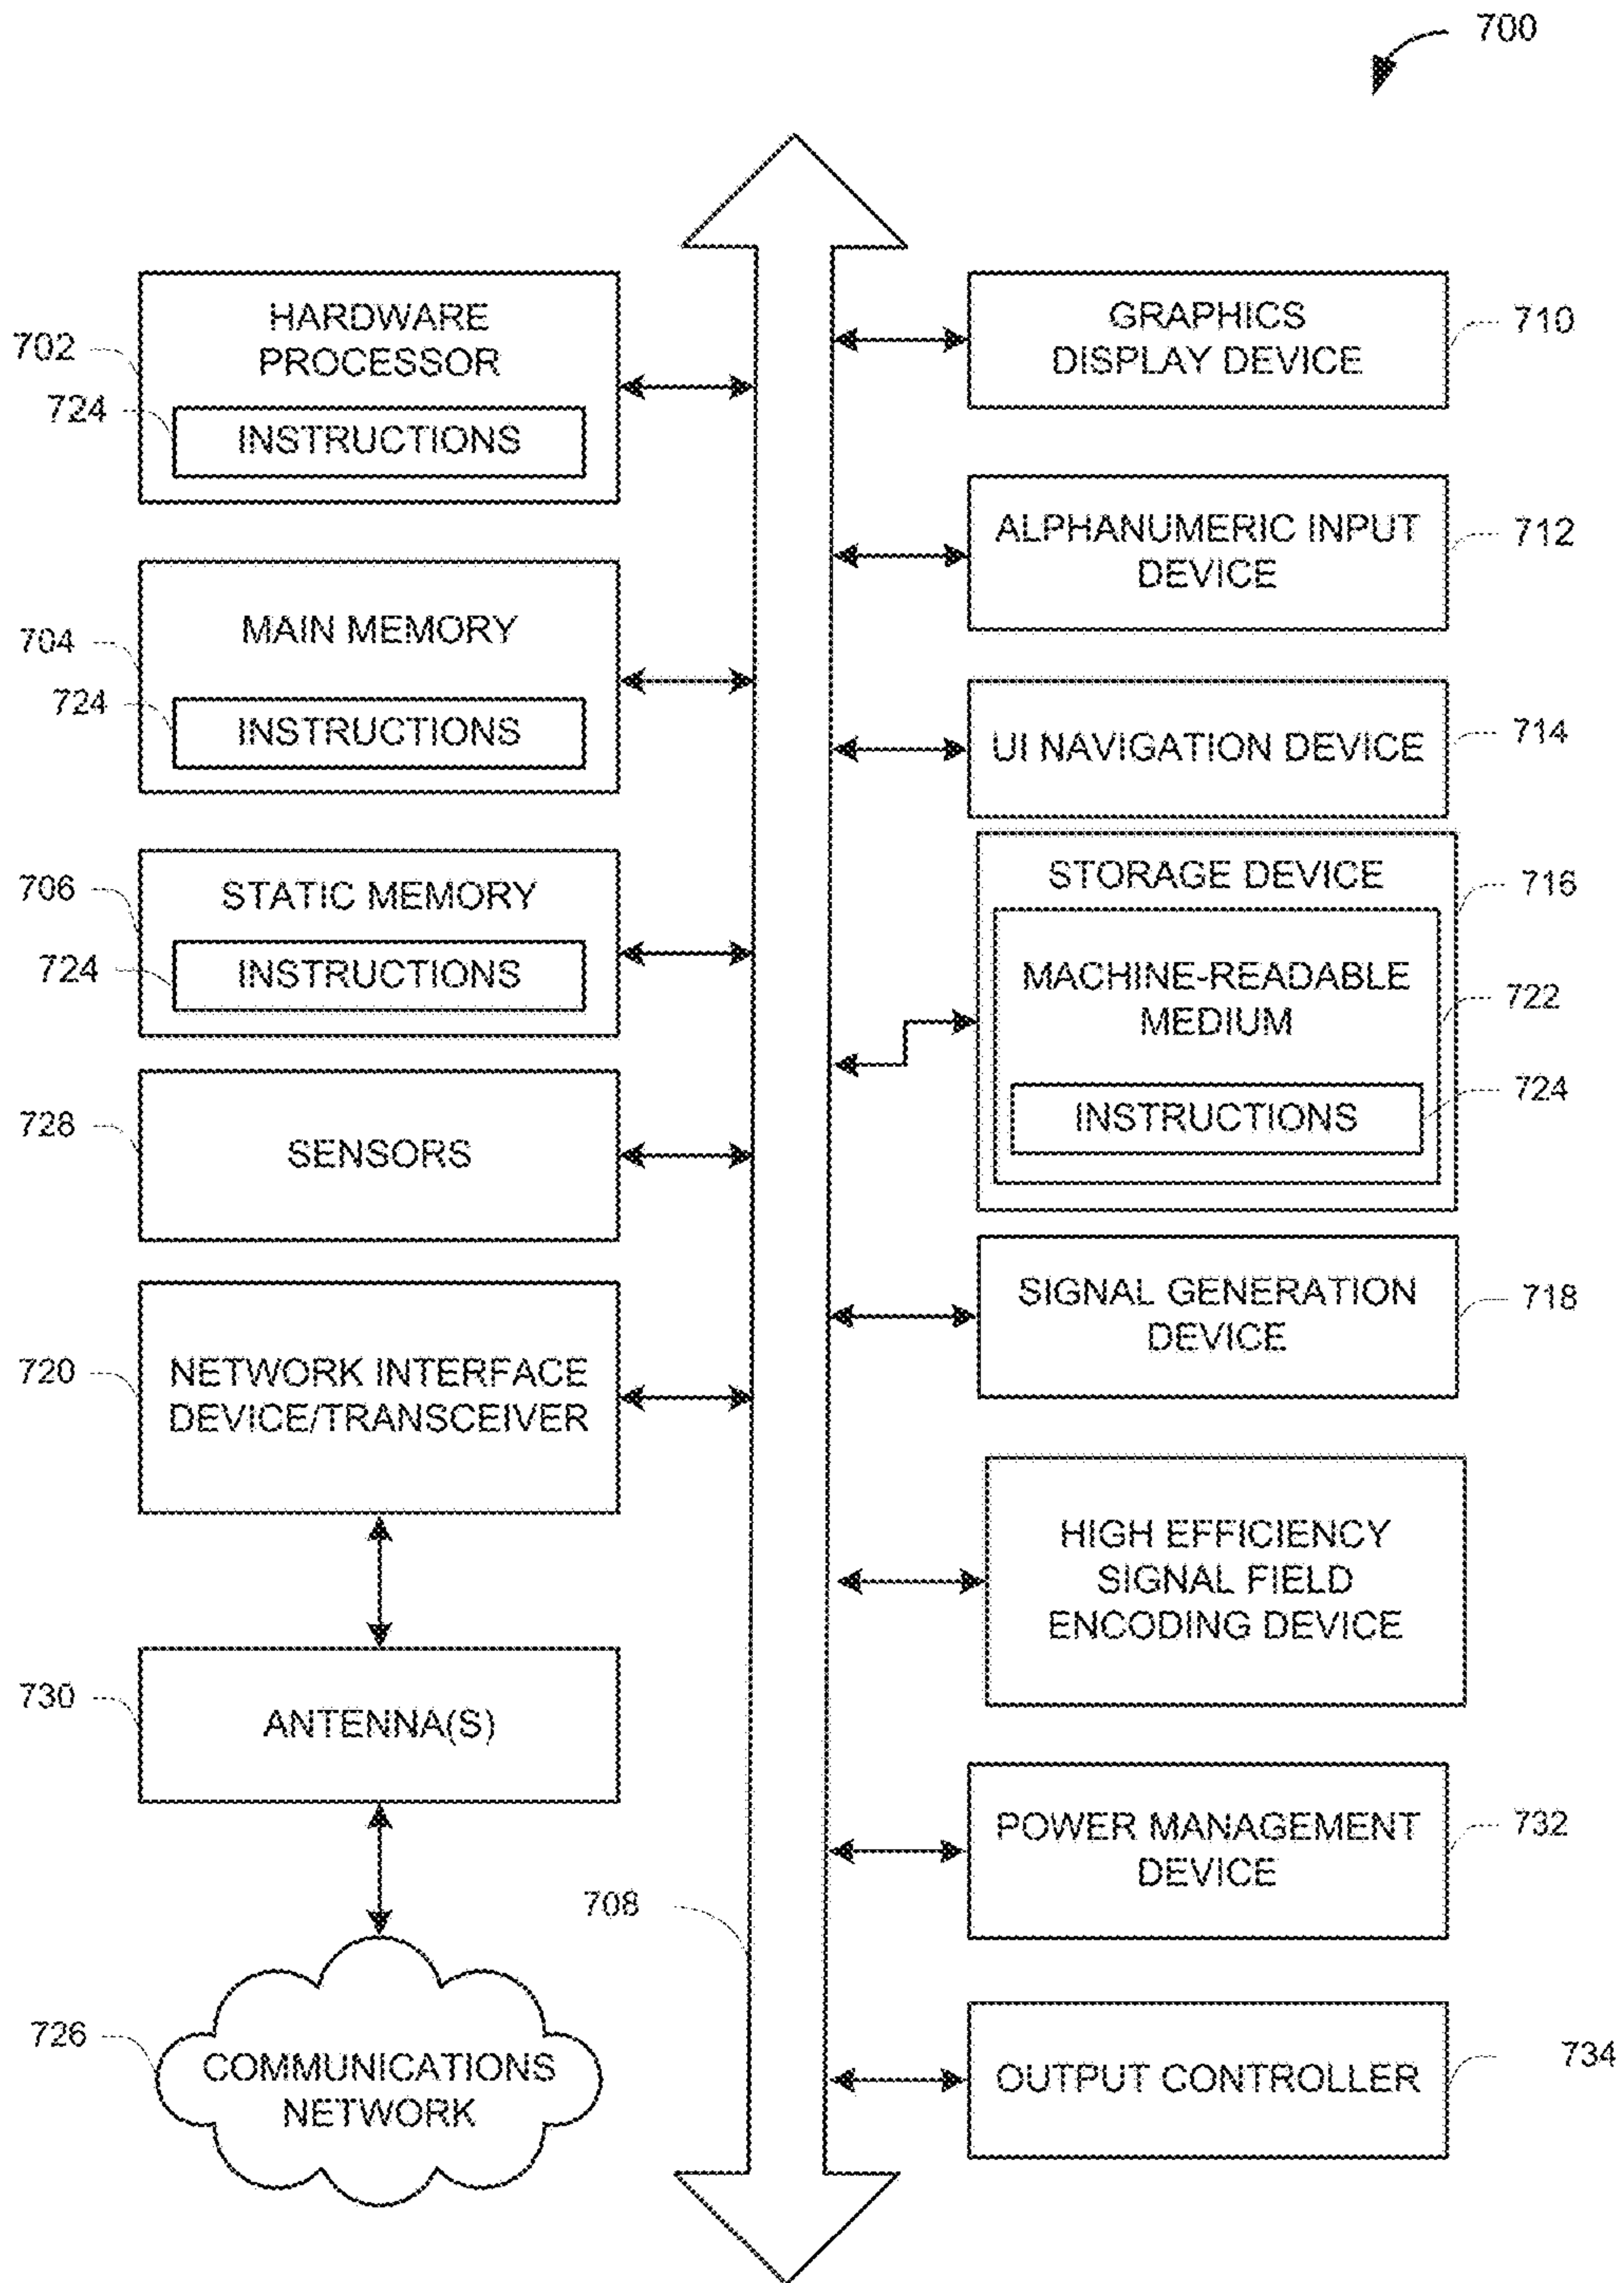 700
HARDWARE
PROCESSOR
702
724
INSTRUCTIONS
MAIN MEMORY
704
724
INSTRUCTIONS
STATIC MEMORY
706
724
INSTRUCTIONS
728
SENSORS
720
NETWORK INTERFACE
DEVICE/TRANSCEIVER
730
ANTENNA(S)
708
726
COMMUNICATIONS
NETWORK
GRAPHICS
DISPLAY DEVICE
710
ALPHANUMERIC INPUT
DEVICE
712
UI NAVIGATION DEVICE
714
STORAGE DEVICE
716
MACHINE-READABLE
MEDIUM
722
724
INSTRUCTIONS
SIGNAL GENERATION
DEVICE
718
HIGH EFFICIENCY
SIGNAL FIELD
ENCODING DEVICE
POWER MANAGEMENT
DEVICE
732
OUTPUT CONTROLLER
734